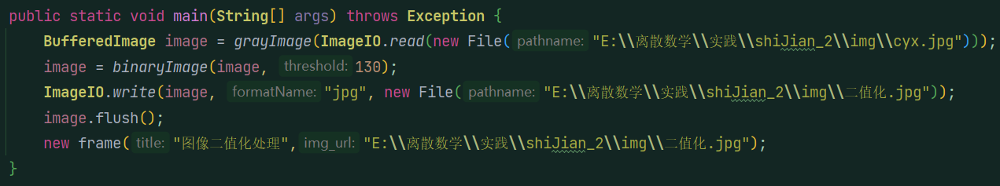 public static void main(String[] args) throws Exception {
BufferedImage image = grayImage(ImageIO.read(new File( pathname: "E:\\离散数学\\实践\\shiJian_2\\img\\cyx.jpg")));
image = binaryImage(image, threshold: 130);
ImageIO.write(image, formatName: "jpg", new File( pathname: "E:\\离散数学\\实践\\shiJian_2\\img\\二值化.jpg"));
image.flush();
new frame( title: "图像二值化处理", img_url: "E:\\离散数学\\实践\\shiJian_2\\img\\二值化.jpg");
}